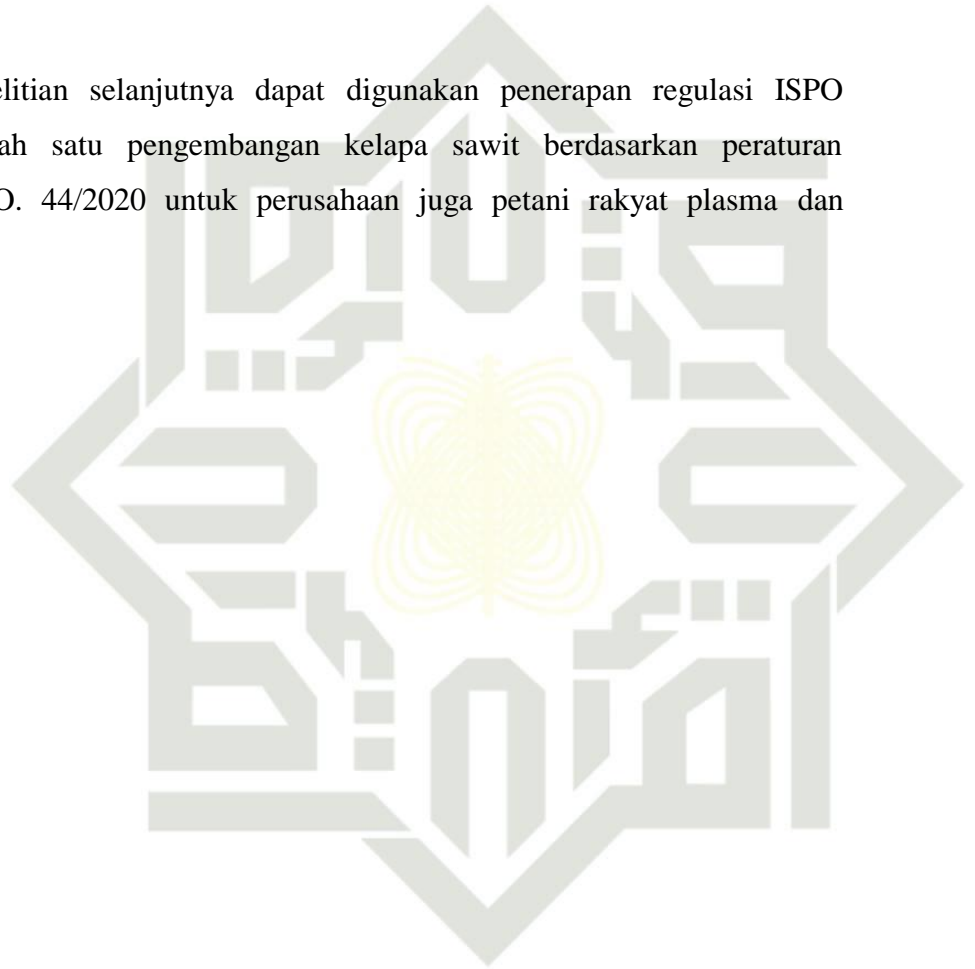 elitian selanjutnya dapat digunakan penerapan regulasi ISPO
ah satu pengembangan kelapa sawit berdasarkan peraturan
O. 44/2020 untuk perusahaan juga petani rakyat plasma dan